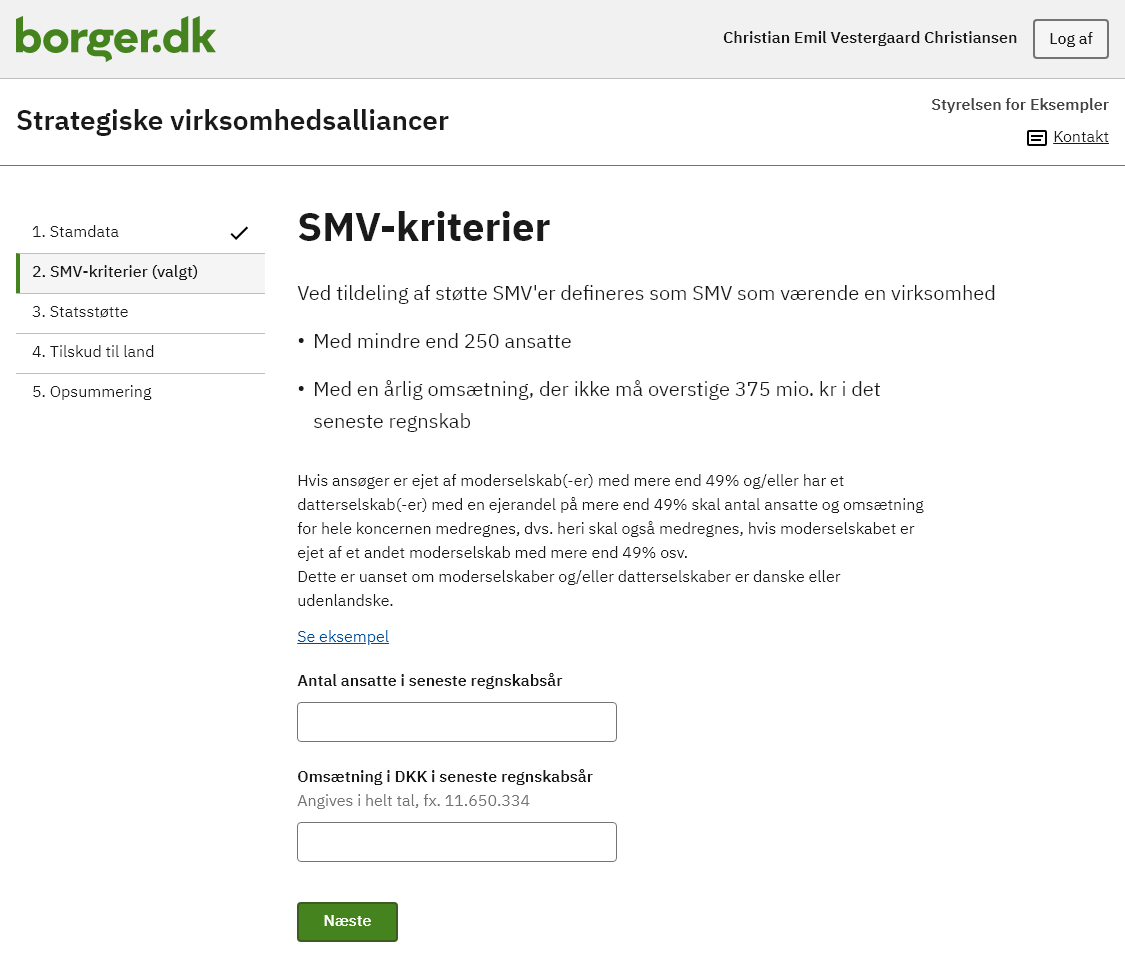 borger.dk
Christian Emil Vestergaard Christiansen
Log af
Strategiske virksomhedsalliancer
Styrelsen for Eksempler
Kontakt
1. Stamdata
2. SMV-kriterier (valgt)
3. Statsstøtte
4. Tilskud til land
5. Opsummering
SMV-kriterier
Ved tildeling af støtte SMV'er defineres som SMV som værende en virksomhed
• Med mindre end 250 ansatte
• Med en årlig omsætning, der ikke må overstige 375 mio. kr i det
seneste regnskab
Hvis ansøger er ejet af moderselskab(-er) med mere end 49% og/eller har et
datterselskab(-er) med en ejerandel på mere end 49% skal antal ansatte og omsætning
for hele koncernen medregnes, dvs. heri skal også medregnes, hvis moderselskabet er
ejet af et andet moderselskab med mere end 49% osv.
Dette er uanset om moderselskaber og/eller datterselskaber er danske eller
udenlandske.
Se eksempel
Antal ansatte i seneste regnskabsår
Omsætning i DKK i seneste regnskabsår
Angives i helt tal, fx. 11.650.334
Næste